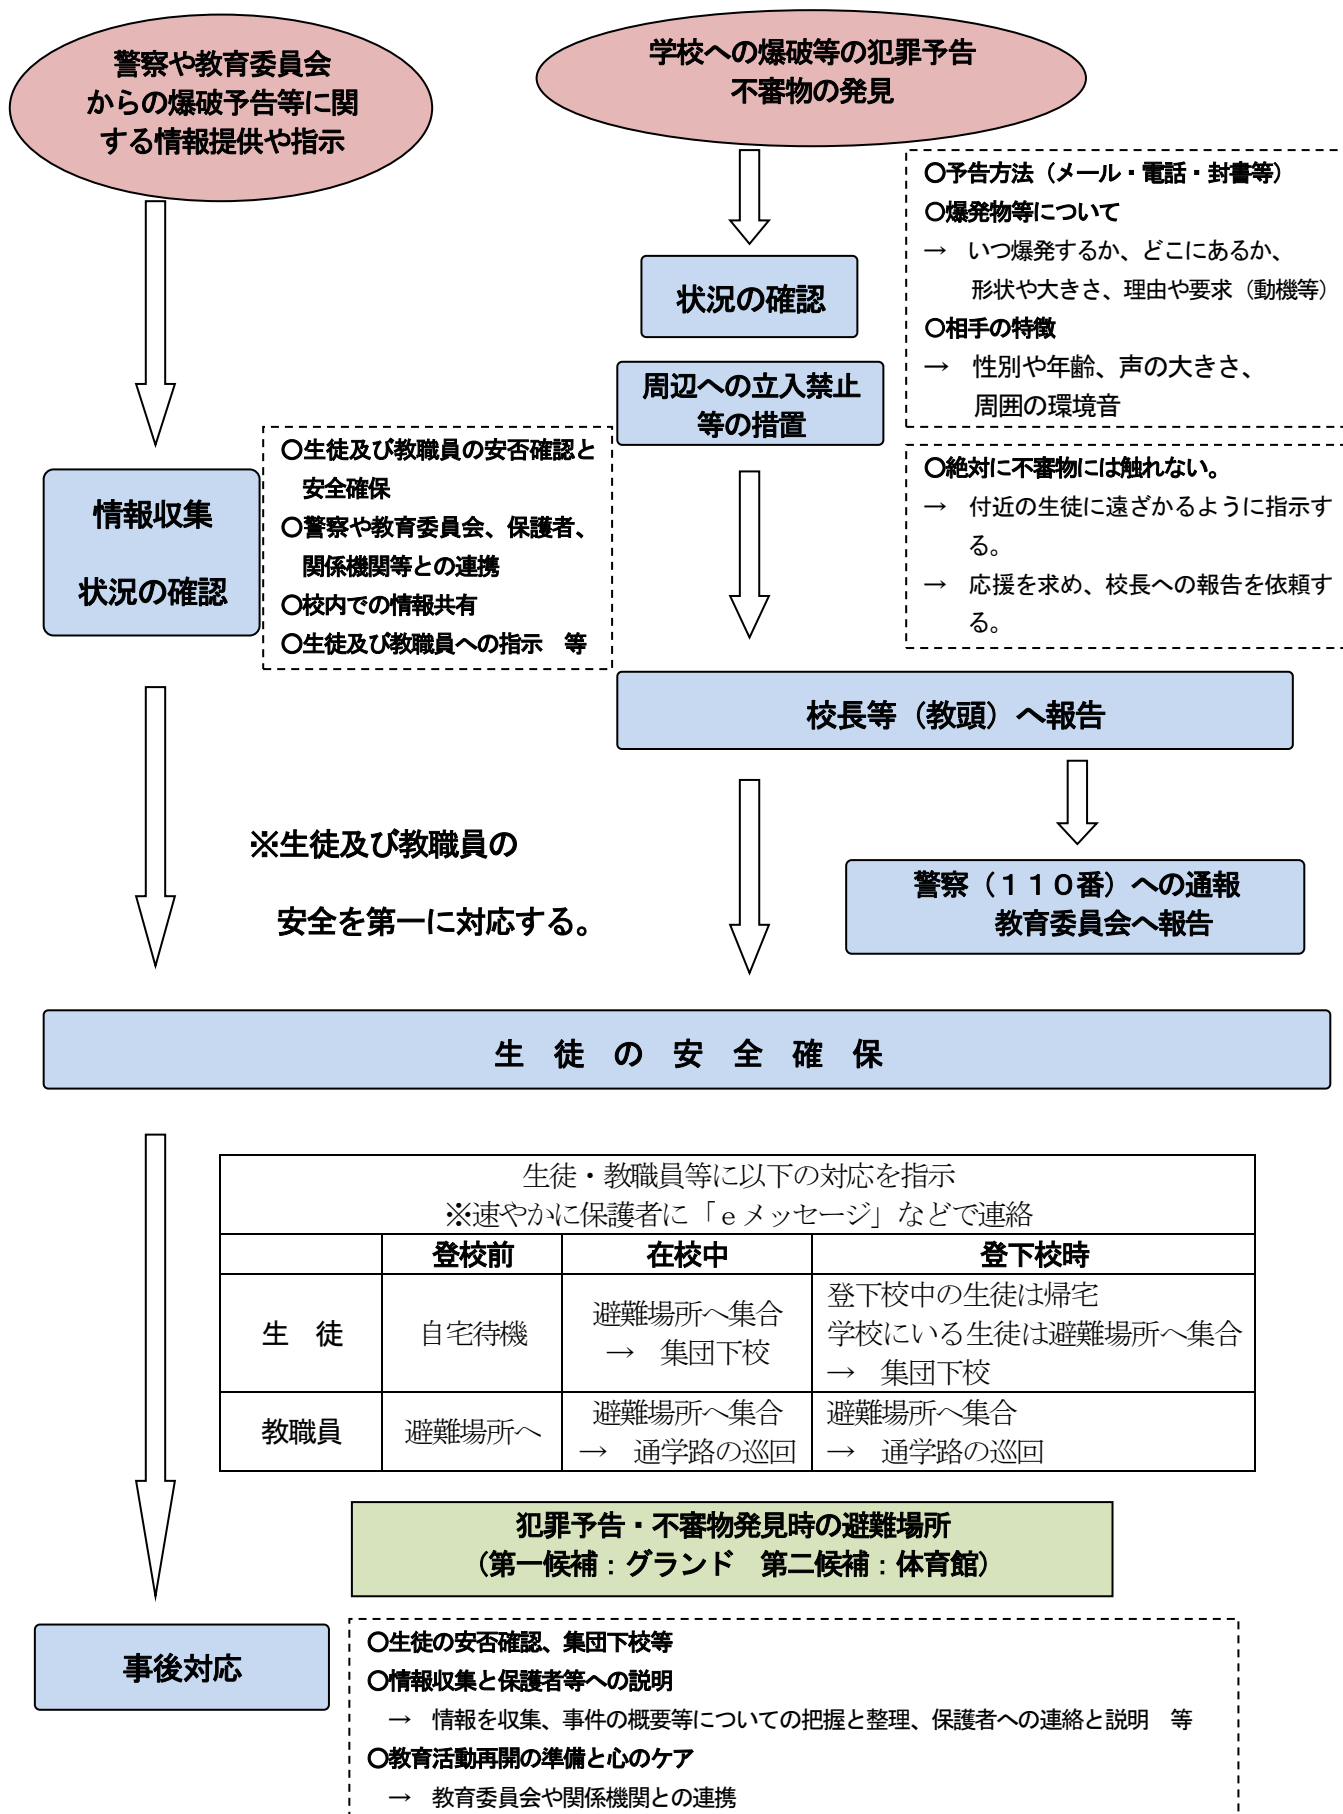 警察や教育委員会
からの爆破予告等に関
する情報提供や指示
学校への爆破等の犯罪予告
不審物の発見
〇予告方法（メール・電話・封書等）
〇爆発物等について
→　いつ爆発するか、どこにあるか、
形状や大きさ、理由や要求（動機等）
〇相手の特徴
→　性別や年齢、声の大きさ、
周囲の環境音
状況の確認
周辺への立入禁止
等の措置
〇絶対に不審物には触れない。
→　付近の生徒に遠ざかるように指示す
る。
→　応援を求め、校長への報告を依頼す
る。
情報収集
状況の確認
〇生徒及び教職員の安否確認と
安全確保
〇警察や教育委員会、保護者、
関係機関等との連携
〇校内での情報共有
〇生徒及び教職員への指示　等
校長等（教頭）へ報告
※生徒及び教職員の
安全を第一に対応する。
警察（１１０番）への通報
教育委員会へ報告
生　徒　の　安　全　確　保
生徒・教職員等に以下の対応を指示
※速やかに保護者に「ｅメッセージ」などで連絡
登校前　在校中　登下校時
生　徒
自宅待機
避難場所へ集合
→　集団下校
登下校中の生徒は帰宅
学校にいる生徒は避難場所へ集合
→　集団下校
教職員
避難場所へ
避難場所へ集合
→　通学路の巡回
避難場所へ集合
→　通学路の巡回
犯罪予告・不審物発見時の避難場所
（第一候補：グランド　第二候補：体育館）
事後対応
〇生徒の安否確認、集団下校等
〇情報収集と保護者等への説明
→　情報を収集、事件の概要等についての把握と整理、保護者への連絡と説明　等
〇教育活動再開の準備と心のケア
→　教育委員会や関係機関との連携